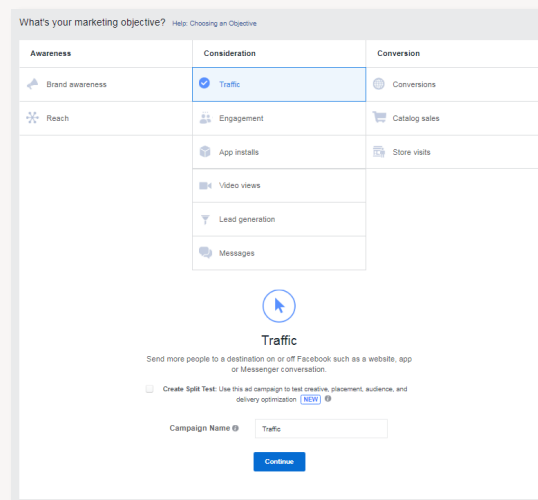 What's your marketing objective? Help: Choosing an Objective
Awareness
Consideration
Conversion
Brand awareness
Traffic
Conversions
Reach
Engagement
Catalog sales
App installs
Store visits
Video views
Lead generation
Messages
Traffic
Send more people to a destination on or off Facebook such as a website, app
or Messenger conversation.
Create Split Test: Use this ad campaign to test creative, placement, audience, and
delivery optimization NEW
Campaign Name Traffic
Continue